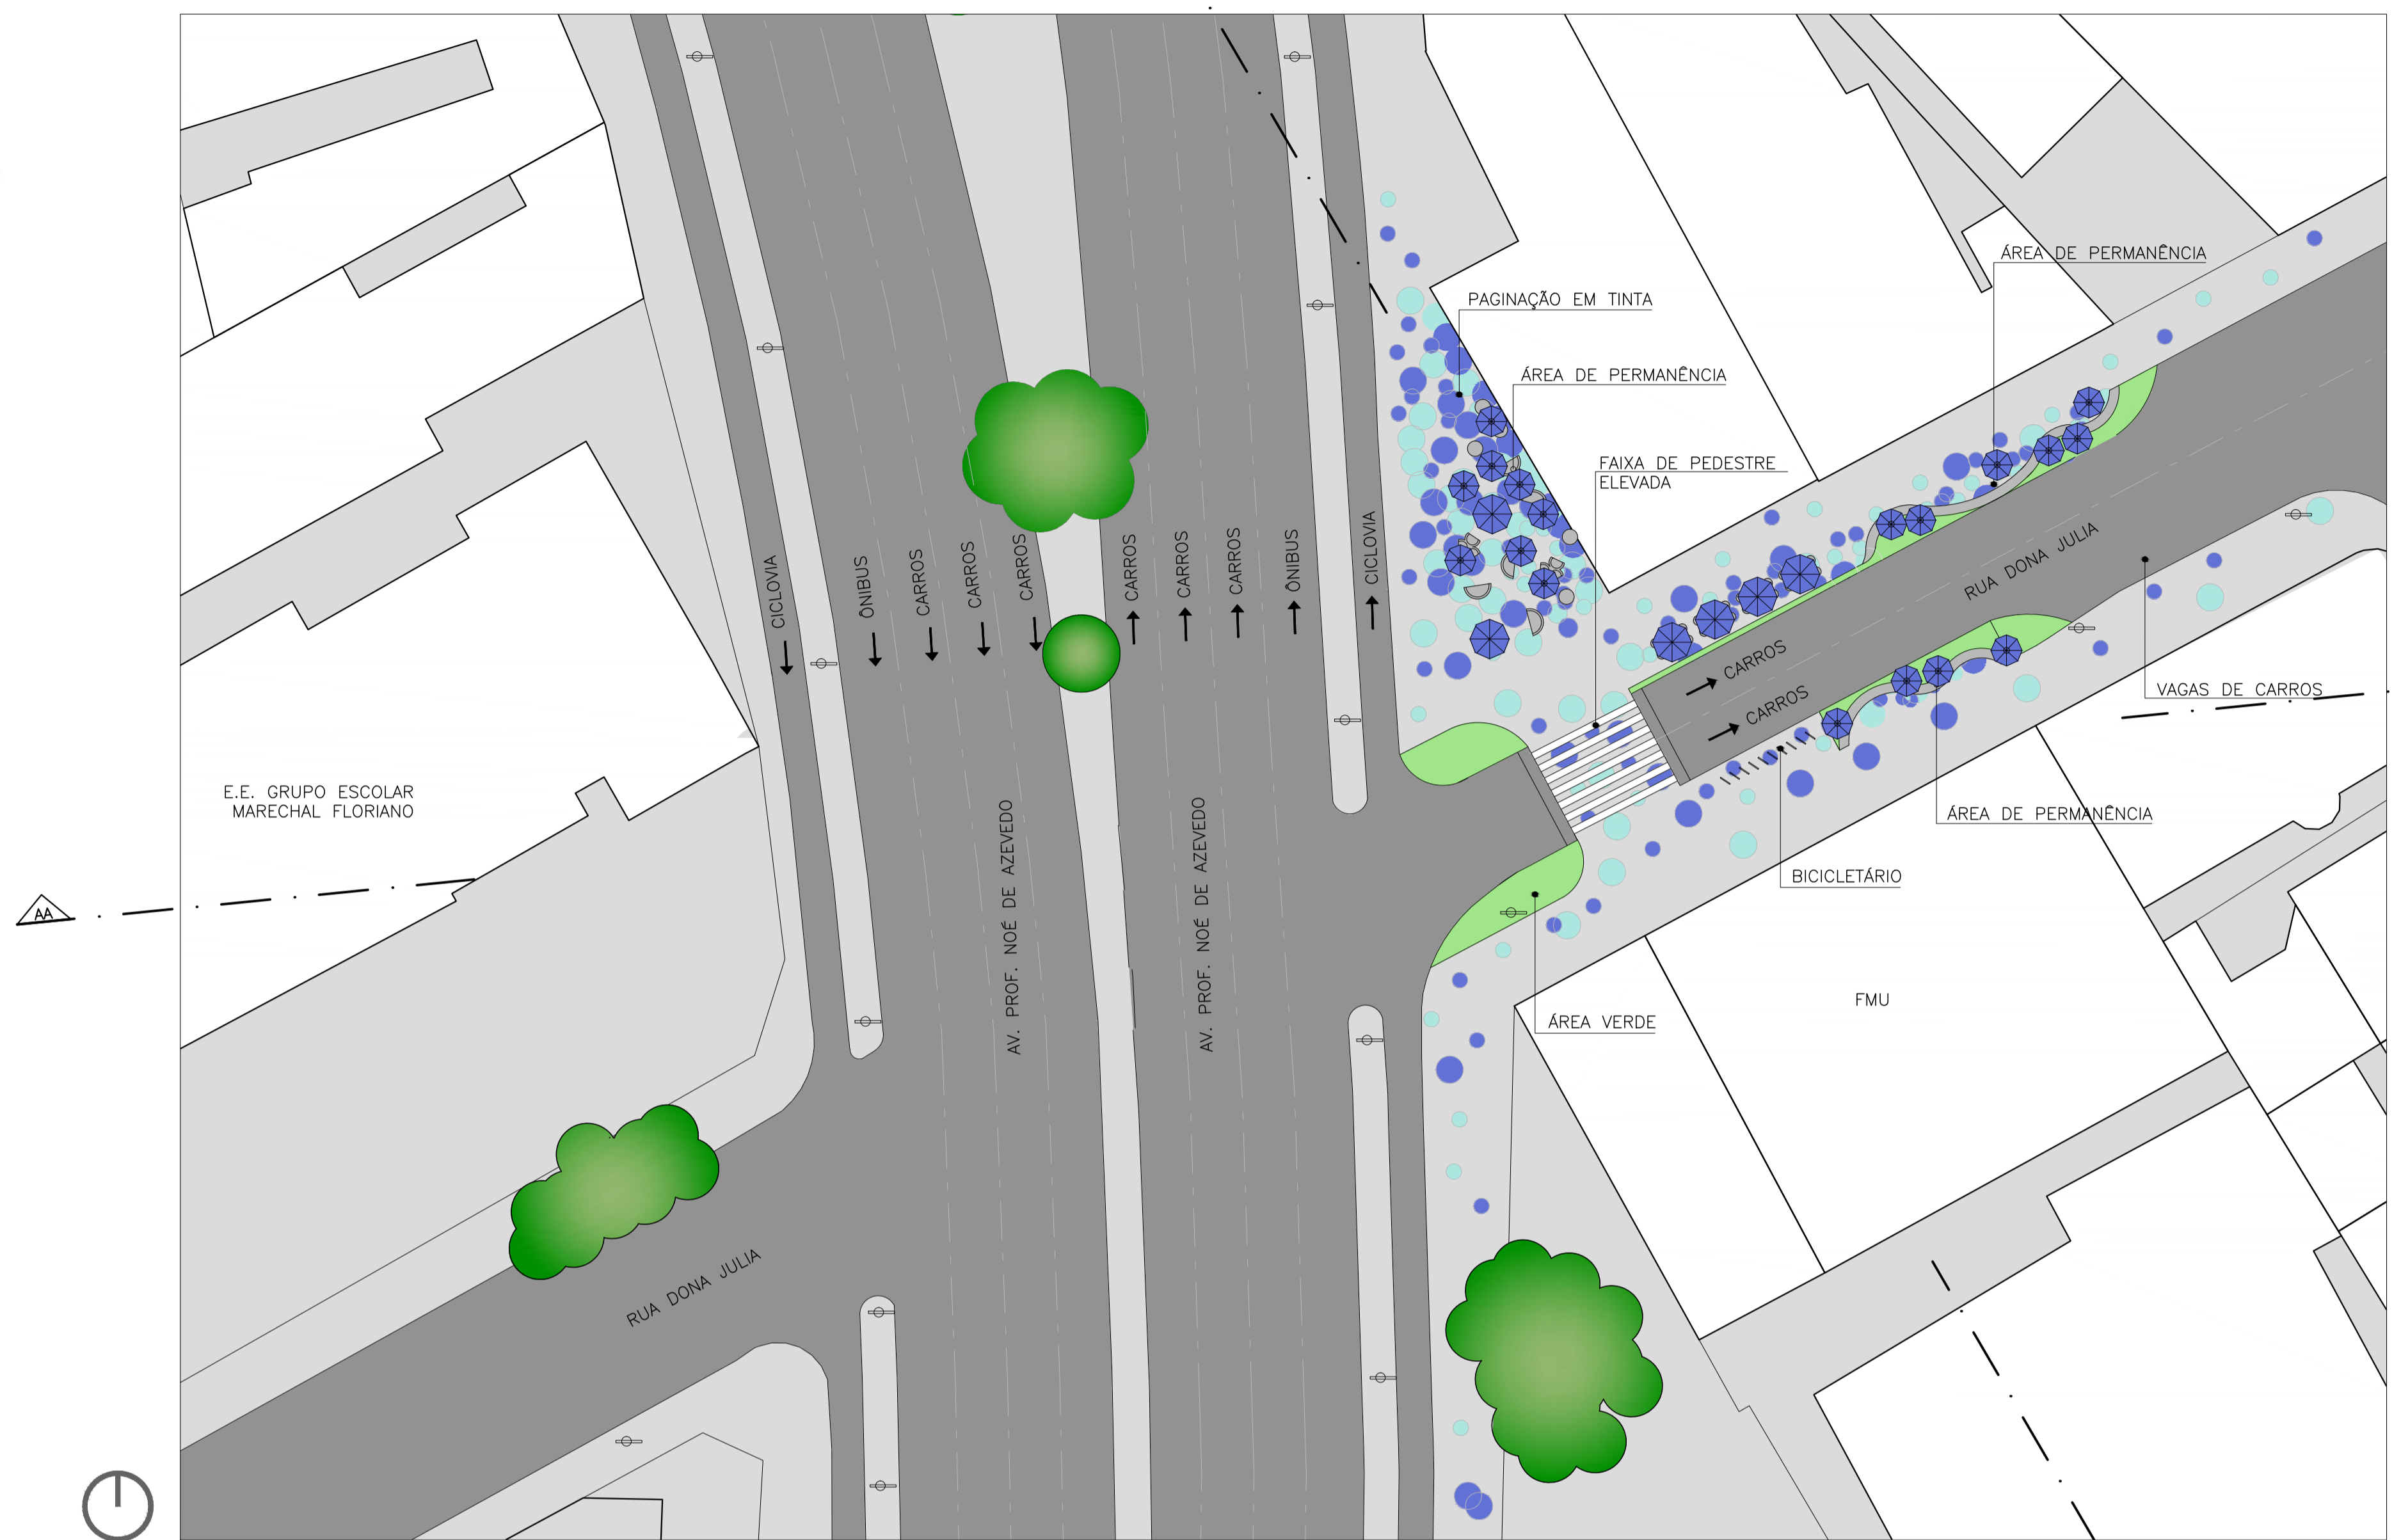 ÁREA DE PERMANÊNCIA
PAGINAÇÃO EM TINTA
ÁREA DE PERMANÊNCIA
FAIXA DE PEDESTRE
ELEVADA
CICLOVIA
ÔNIBUS
CARROS
CARROS
CARROS
CARROS
CARROS
CARROS
ÔNIBUS
CICLOVIA
RUA DONA JULIA
CARROS
CARROS
VAGAS DE CARROS
E.E. GRUPO ESCOLAR
MARECHAL FLORIANO
AV. PROF. NOÉ DE AZEVEDO
AV. PROF. NOÉ DE AZEVEDO
ÁREA DE PERMANÊNCIA
BICICLETÁRIO
AA
FMU
ÁREA VERDE
RUA DONA JULIA